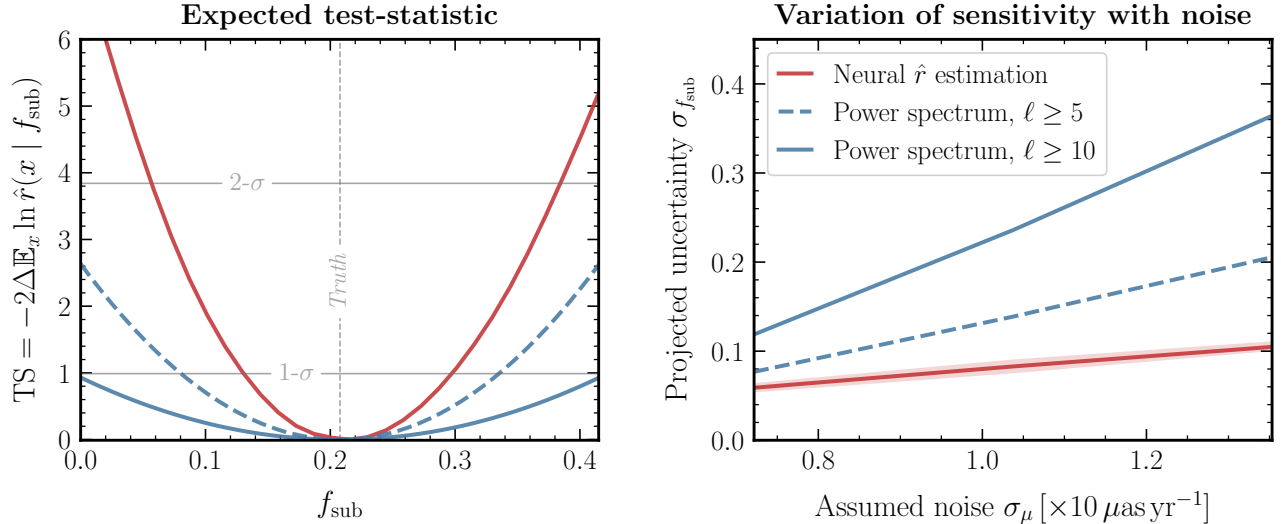 Expected test-statistic
TS = −2Δ𝔼ₓ ln r̂(x | f_sub)
6
5
4
3
2
1
0
2-σ
1-σ
Truth
0.0 0.1 0.2 0.3 0.4
f_sub
Variation of sensitivity with noise
Projected uncertainty σ_f_sub
0.4
0.3
0.2
0.1
0.0
Neural r̂ estimation
Power spectrum, ℓ ≥ 5
Power spectrum, ℓ ≥ 10
0.8 1.0 1.2
Assumed noise σ_μ [×10 μas yr⁻¹]